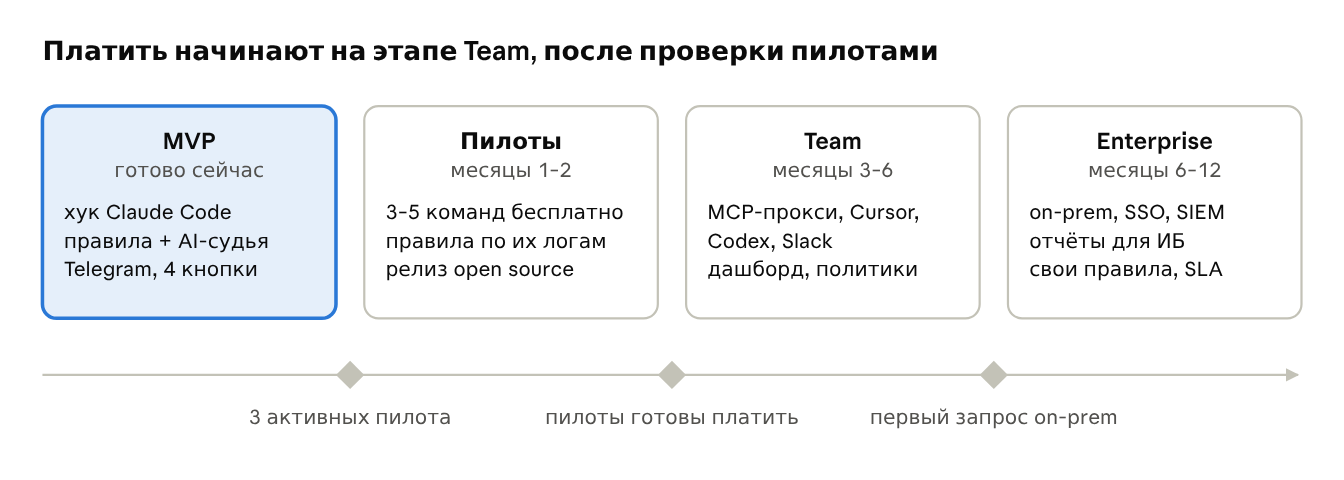 Платить начинают на этапе Team, после проверки пилотами
MVP
готово сейчас
хук Claude Code
правила + AI-судья
Telegram, 4 кнопки
Пилоты
месяцы 1–2
3–5 команд бесплатно
правила по их логам
релиз open source
Team
месяцы 3–6
MCP-прокси, Cursor,
Codex, Slack
дашборд, политики
Enterprise
месяцы 6–12
on-prem, SSO, SIEM
отчёты для ИБ
свои правила, SLA
3 активных пилота
пилоты готовы платить
первый запрос on-prem